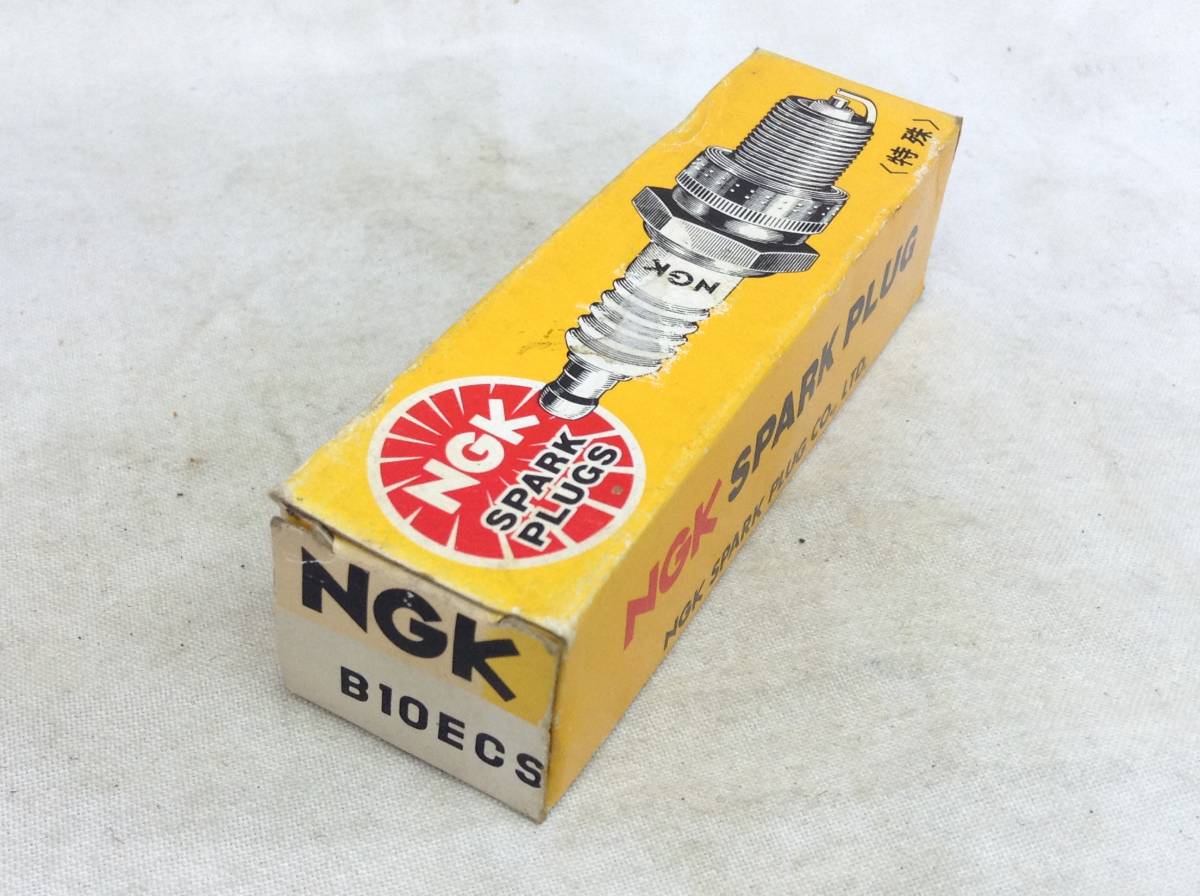 〈特殊〉
NGK
NGK
SPARK
PLUGS
NGK SPARK PLUG
NGK SPARK PLUG CO., LTD.
NGK
B10ECS